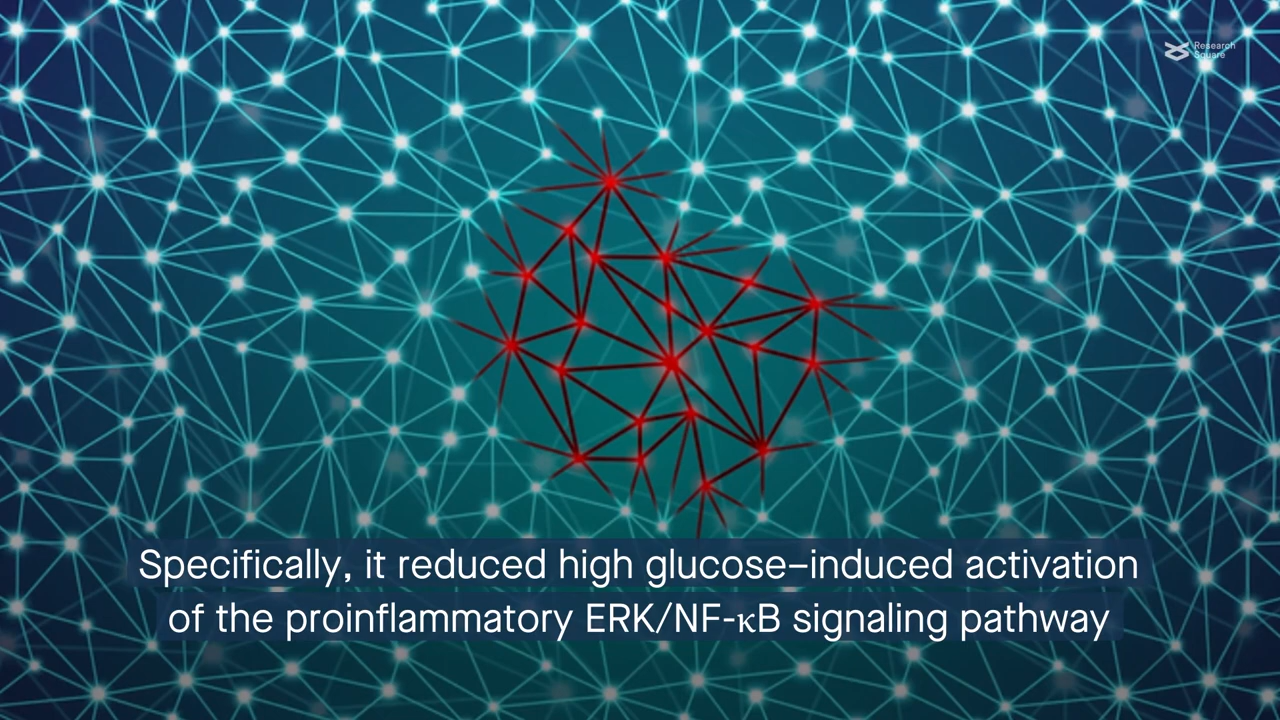 Research
Square
Specifically, it reduced high glucose–induced activation
of the proinflammatory ERK/NF-κB signaling pathway